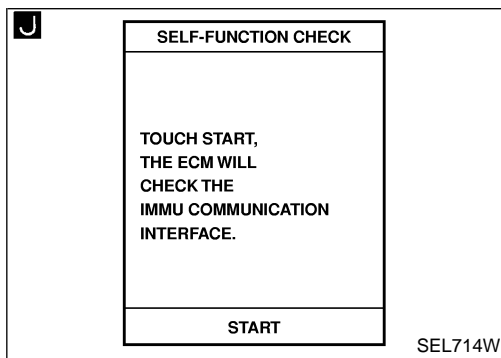 J
SELF-FUNCTION CHECK
TOUCH START,
THE ECM WILL
CHECK THE
IMMU COMMUNICATION
INTERFACE.
START
SEL714W